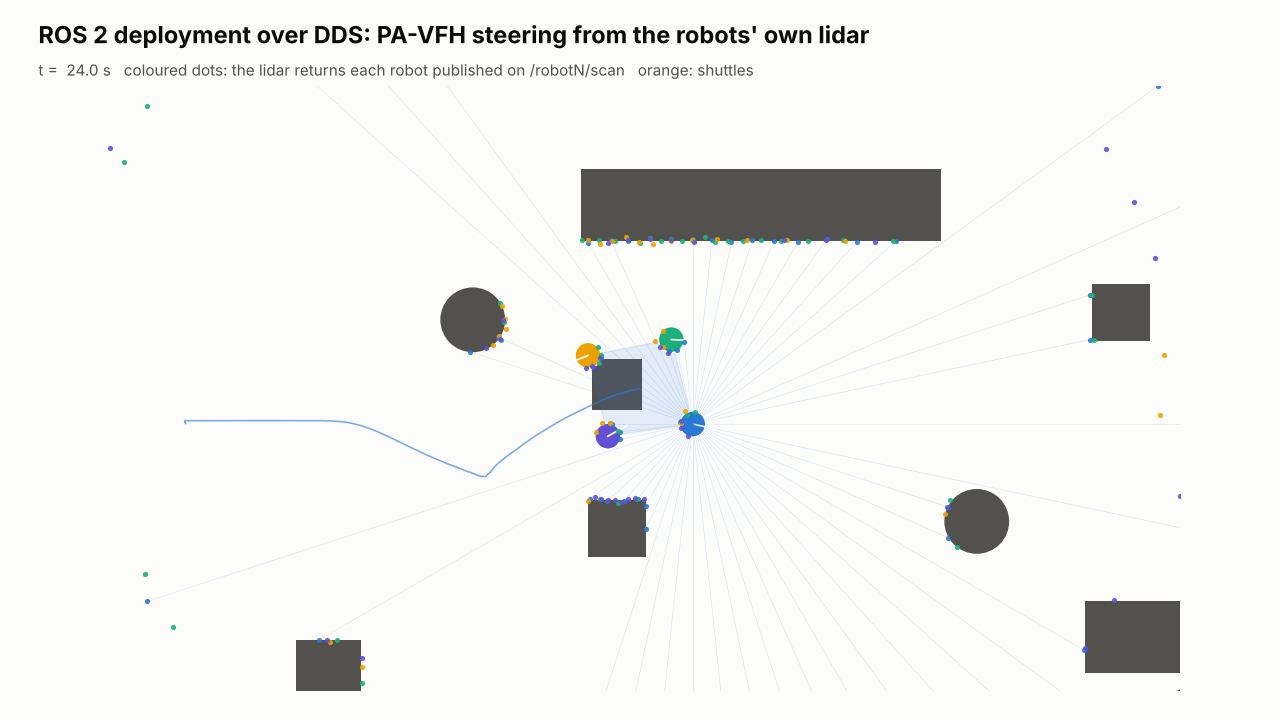 ROS 2 deployment over DDS: PA-VFH steering from the robots' own lidar
t =  24.0 s   coloured dots: the lidar returns each robot published on /robotN/scan   orange: shuttles